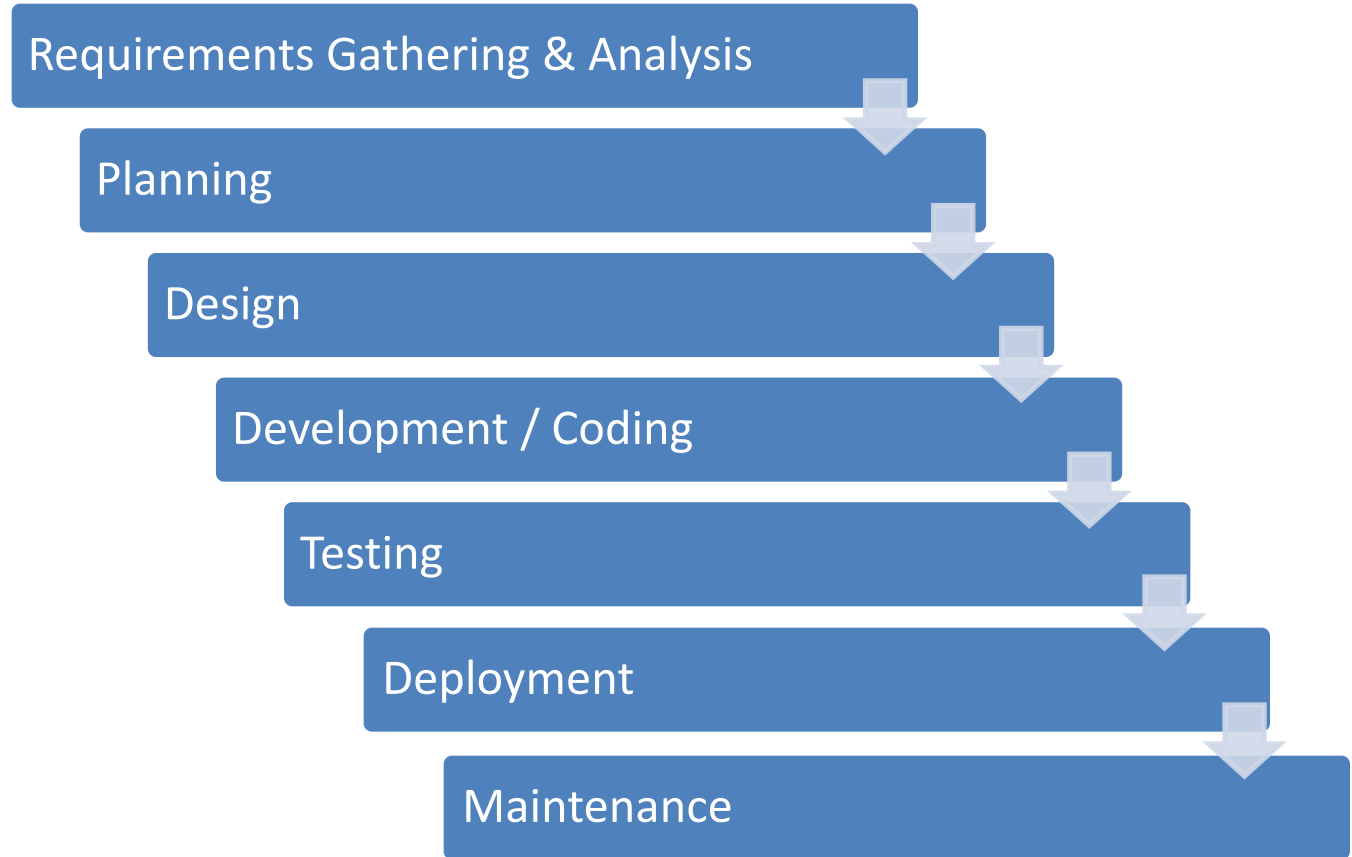 Requirements Gathering & Analysis
Planning
Design
Development / Coding
Testing
Deployment
Maintenance